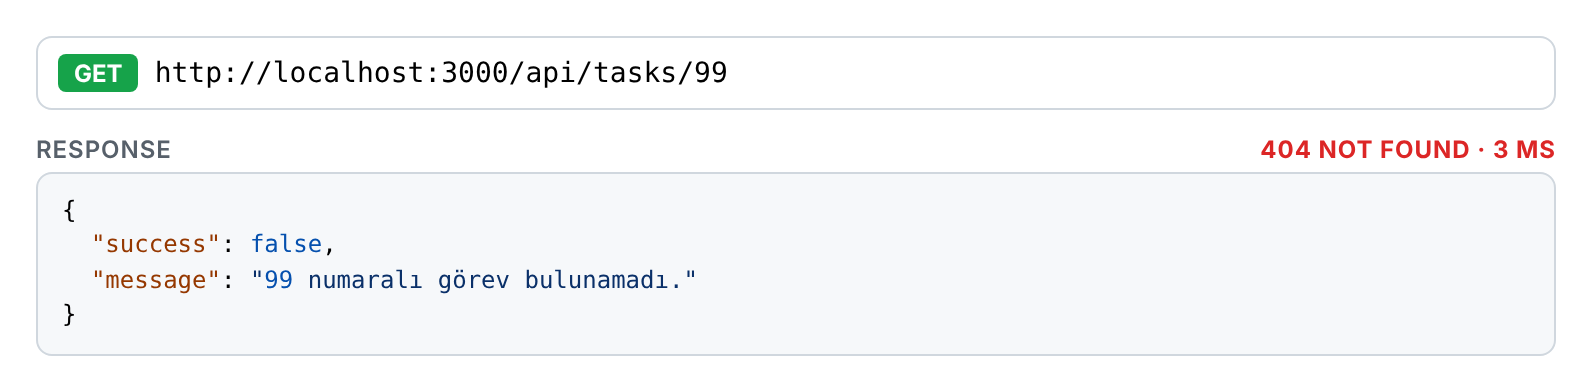 GET http://localhost:3000/api/tasks/99
RESPONSE 404 NOT FOUND · 3 MS
{
  "success": false,
  "message": "99 numaralı görev bulunamadı."
}